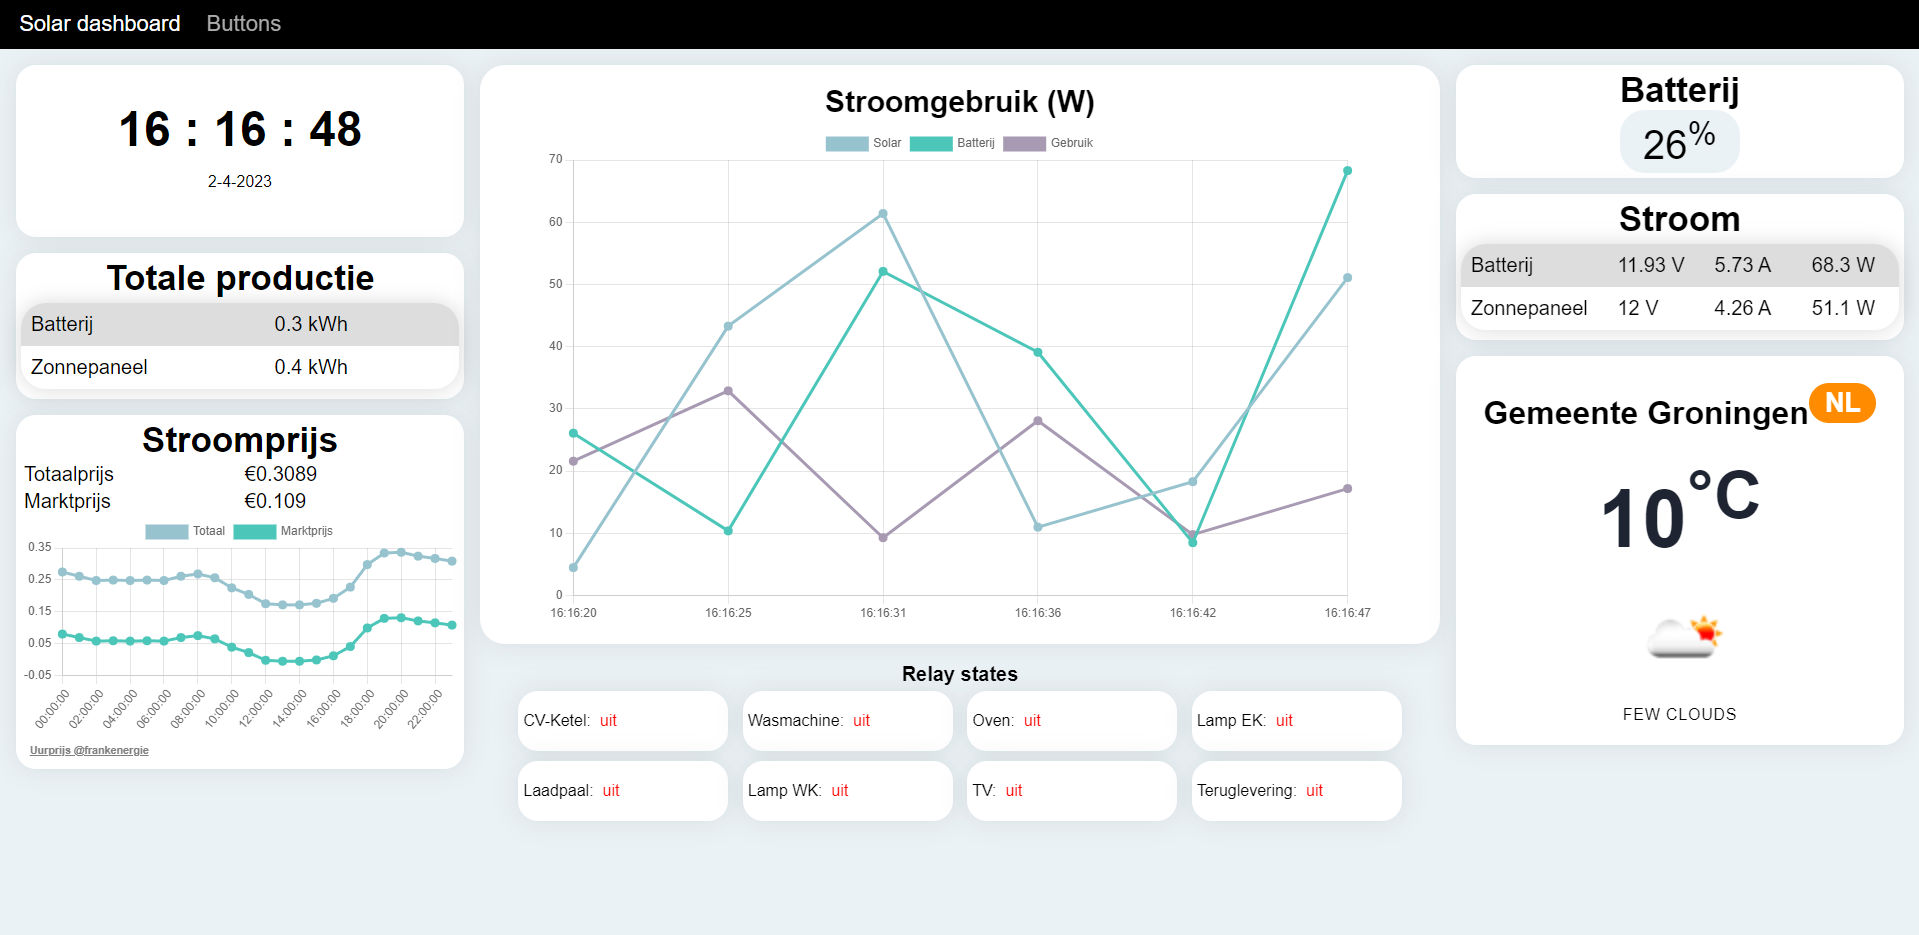 Solar dashboard Buttons
16 : 16 : 48
2-4-2023
Totale productie
Batterij 0.3 kWh
Zonnepaneel 0.4 kWh
Stroomprijs
Totaalprijs €0.3089
Marktprijs €0.109
Totaal Marktprijs
0.35
0.25
0.15
0.05
-0.05
00:00:00 02:00:00 04:00:00 06:00:00 08:00:00 10:00:00 12:00:00 14:00:00 16:00:00 18:00:00 20:00:00 22:00:00
Uurprijs @frankenergie
Stroomgebruik (W)
Solar Batterij Gebruik
70
60
50
40
30
20
10
0
16:16:20 16:16:25 16:16:31 16:16:36 16:16:42 16:16:47
Relay states
CV-Ketel: uit Wasmachine: uit Oven: uit Lamp EK: uit
Laadpaal: uit Lamp WK: uit TV: uit Teruglevering: uit
Batterij
26%
Stroom
Batterij 11.93 V 5.73 A 68.3 W
Zonnepaneel 12 V 4.26 A 51.1 W
Gemeente Groningen NL
10°C
FEW CLOUDS